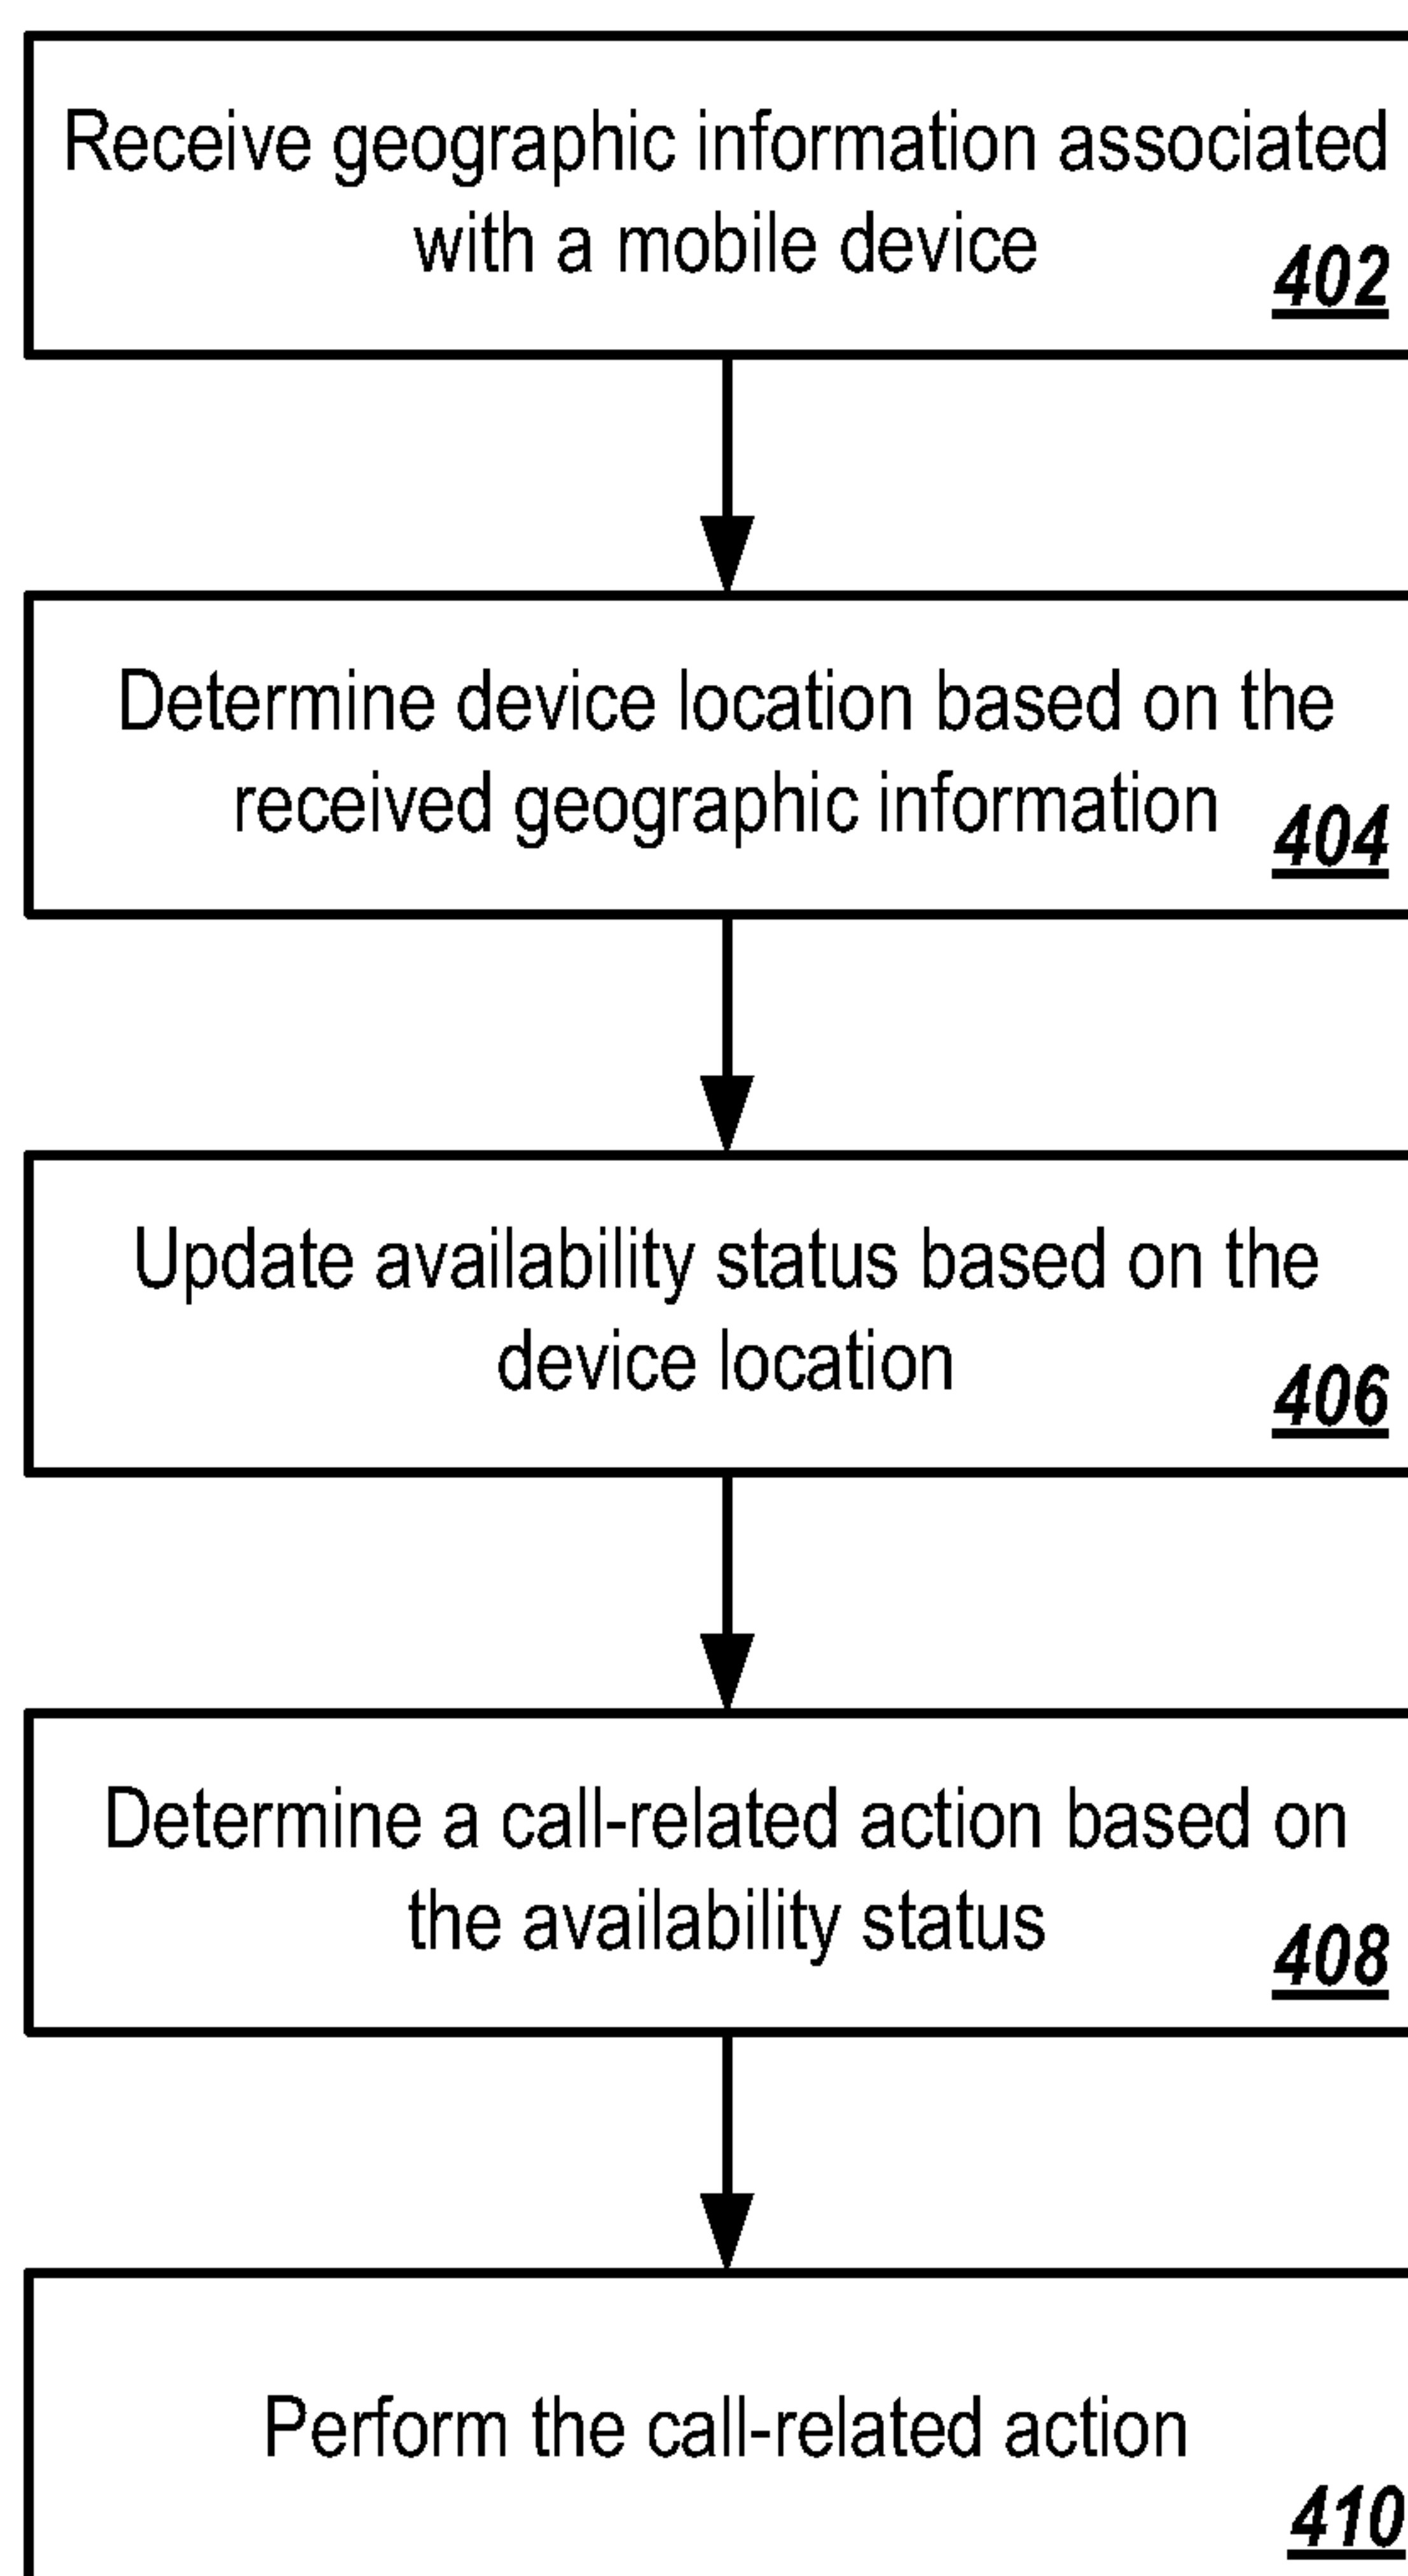 Receive geographic information associated
with a mobile device
402
Determine device location based on the
received geographic information
404
Update availability status based on the
device location
406
Determine a call-related action based on
the availability status
408
Perform the call-related action
410